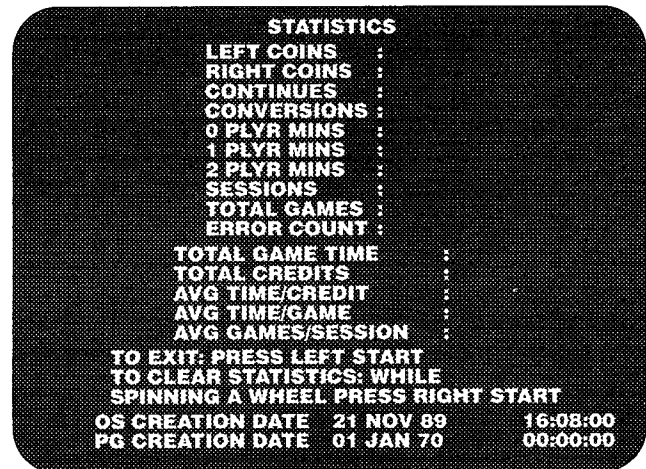 STATISTICS
LEFT COINS :
RIGHT COINS :
CONTINUES :
CONVERSIONS :
0 PLYR MINS :
1 PLYR MINS :
2 PLYR MINS :
SESSIONS :
TOTAL GAMES :
ERROR COUNT :
TOTAL GAME TIME :
TOTAL CREDITS :
AVG TIME/CREDIT :
AVG TIME/GAME :
AVG GAMES/SESSION :
TO EXIT: PRESS LEFT START
TO CLEAR STATISTICS: WHILE
SPINNING A WHEEL PRESS RIGHT START
OS CREATION DATE 21 NOV 89 16:08:00
PG CREATION DATE 01 JAN 70 00:00:00